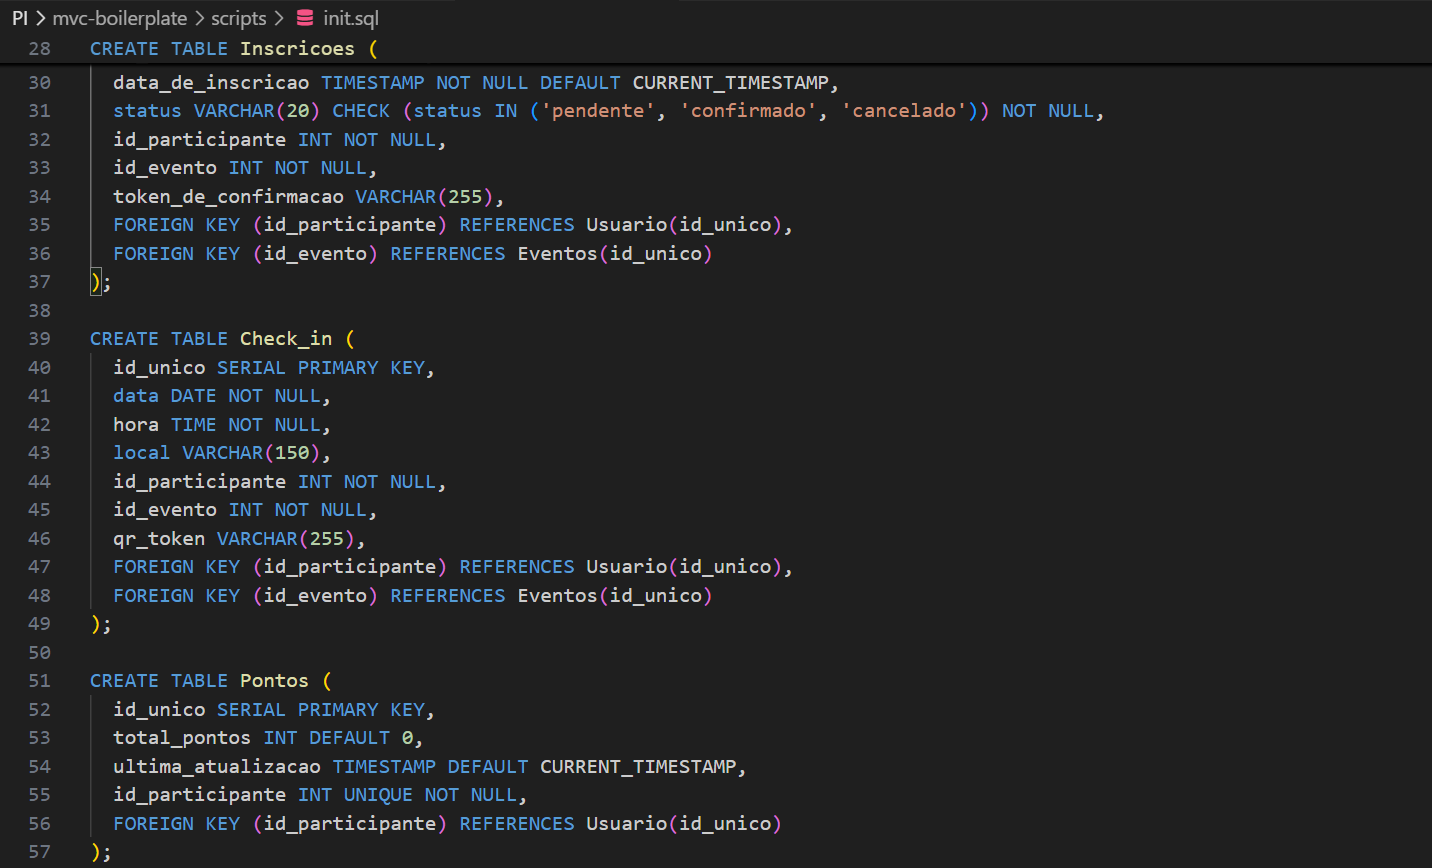 PI > mvc-boilerplate > scripts > init.sql
28 CREATE TABLE Inscricoes (
30 data_de_inscricao TIMESTAMP NOT NULL DEFAULT CURRENT_TIMESTAMP,
31 status VARCHAR(20) CHECK (status IN ('pendente', 'confirmado', 'cancelado')) NOT NULL,
32 id_participante INT NOT NULL,
33 id_evento INT NOT NULL,
34 token_de_confirmacao VARCHAR(255),
35 FOREIGN KEY (id_participante) REFERENCES Usuario(id_unico),
36 FOREIGN KEY (id_evento) REFERENCES Eventos(id_unico)
37 );
38
39 CREATE TABLE Check_in (
40 id_unico SERIAL PRIMARY KEY,
41 data DATE NOT NULL,
42 hora TIME NOT NULL,
43 local VARCHAR(150),
44 id_participante INT NOT NULL,
45 id_evento INT NOT NULL,
46 qr_token VARCHAR(255),
47 FOREIGN KEY (id_participante) REFERENCES Usuario(id_unico),
48 FOREIGN KEY (id_evento) REFERENCES Eventos(id_unico)
49 );
50
51 CREATE TABLE Pontos (
52 id_unico SERIAL PRIMARY KEY,
53 total_pontos INT DEFAULT 0,
54 ultima_atualizacao TIMESTAMP DEFAULT CURRENT_TIMESTAMP,
55 id_participante INT UNIQUE NOT NULL,
56 FOREIGN KEY (id_participante) REFERENCES Usuario(id_unico)
57 );